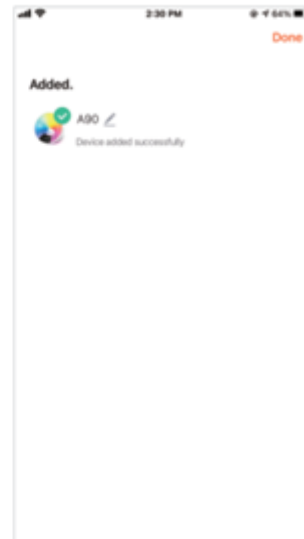 2:30 PM 64%
Done
Added.
A90
Device added successfully